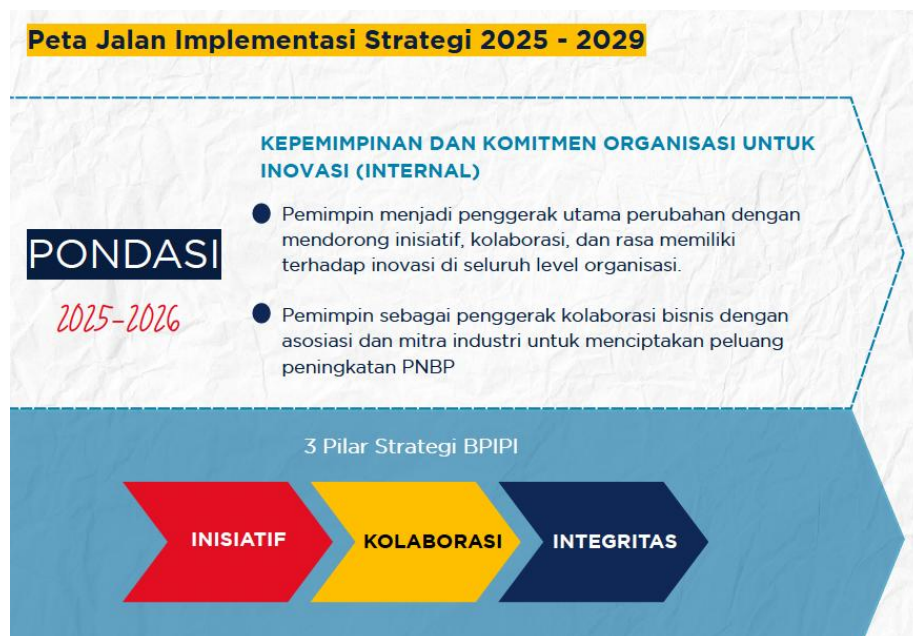 Peta Jalan Implementasi Strategi 2025 - 2029
KEPEMIMPINAN DAN KOMITMEN ORGANISASI UNTUK
INOVASI (INTERNAL)
PONDASI
2025-2026
Pemimpin menjadi penggerak utama perubahan dengan
mendorong inisiatif, kolaborasi, dan rasa memiliki
terhadap inovasi di seluruh level organisasi.
Pemimpin sebagai penggerak kolaborasi bisnis dengan
asosiasi dan mitra industri untuk menciptakan peluang
peningkatan PNBP
3 Pilar Strategi BPIPI
INISIATIF
KOLABORASI
INTEGRITAS